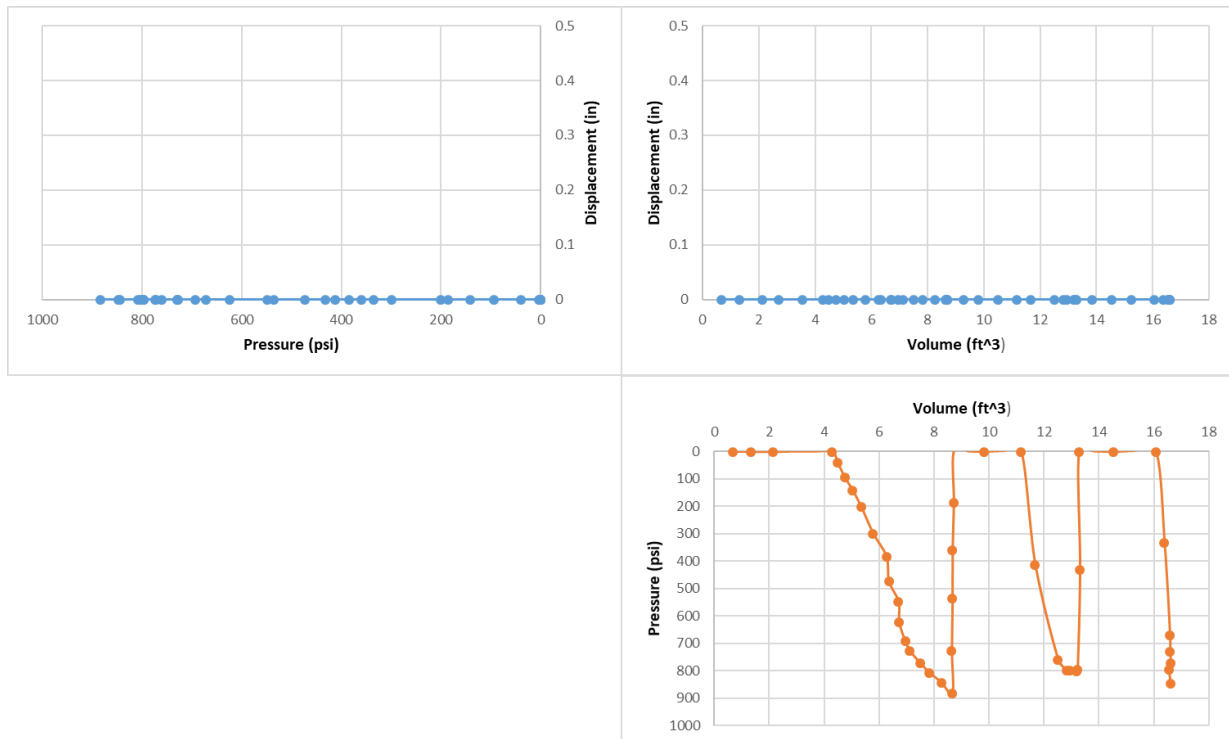 0.5
0.4
0.3
0.2
0.1
0
Displacement (in)
1000 800 600 400 200 0
Pressure (psi)
0.5
0.4
0.3
0.2
0.1
0
Displacement (in)
0 2 4 6 8 10 12 14 16 18
Volume (ft^3)
Volume (ft^3)
0 2 4 6 8 10 12 14 16 18
0
100
200
300
400
500
600
700
800
900
1000
Pressure (psi)